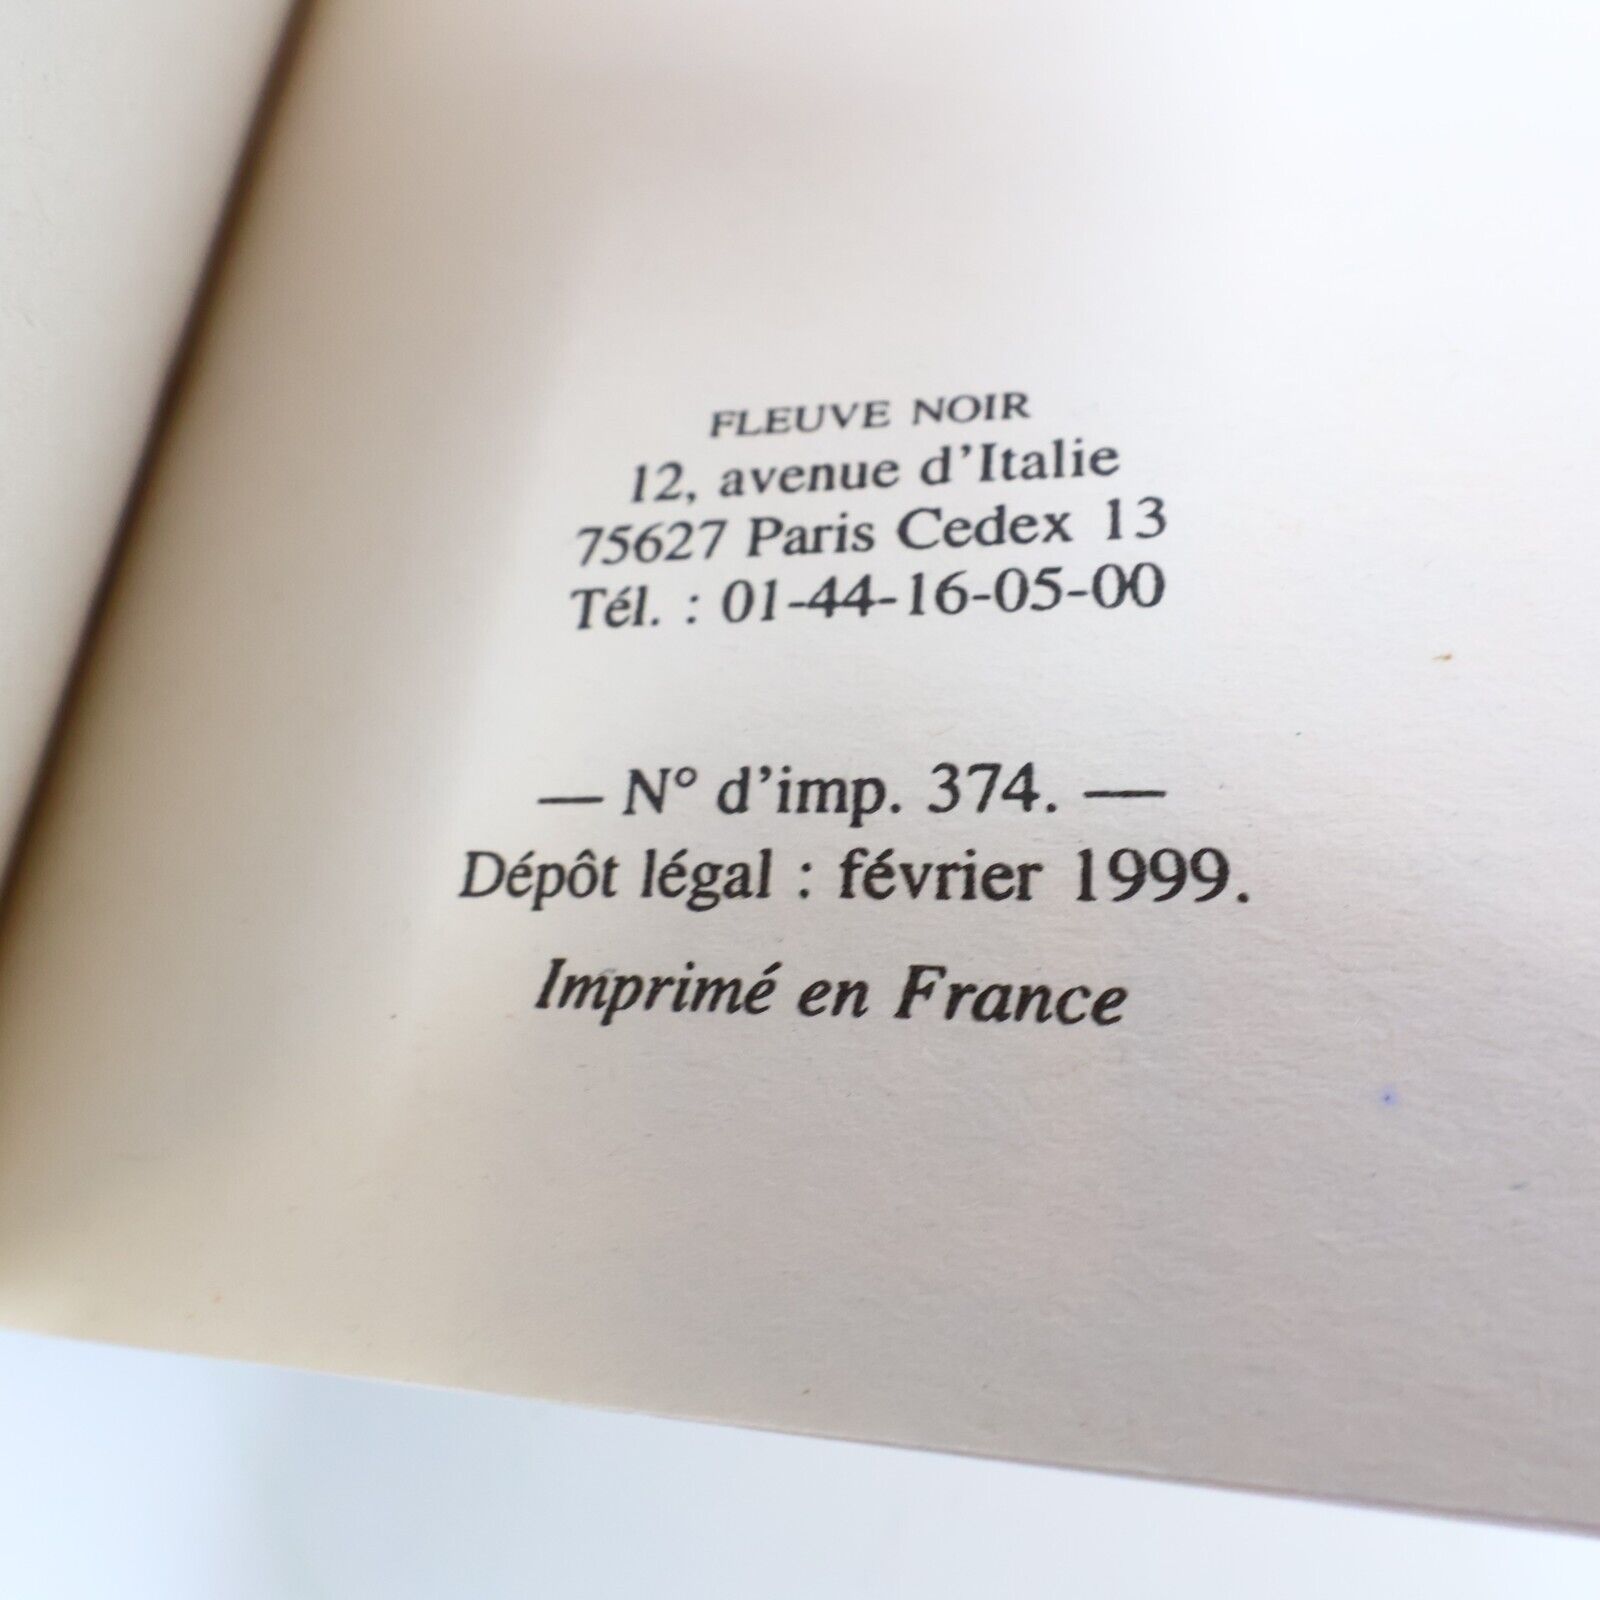 FLEUVE NOIR
12, avenue d'Italie
75627 Paris Cedex 13
Tél. : 01-44-16-05-00
— N° d'imp. 374. —
Dépôt légal : février 1999.
Imprimé en France